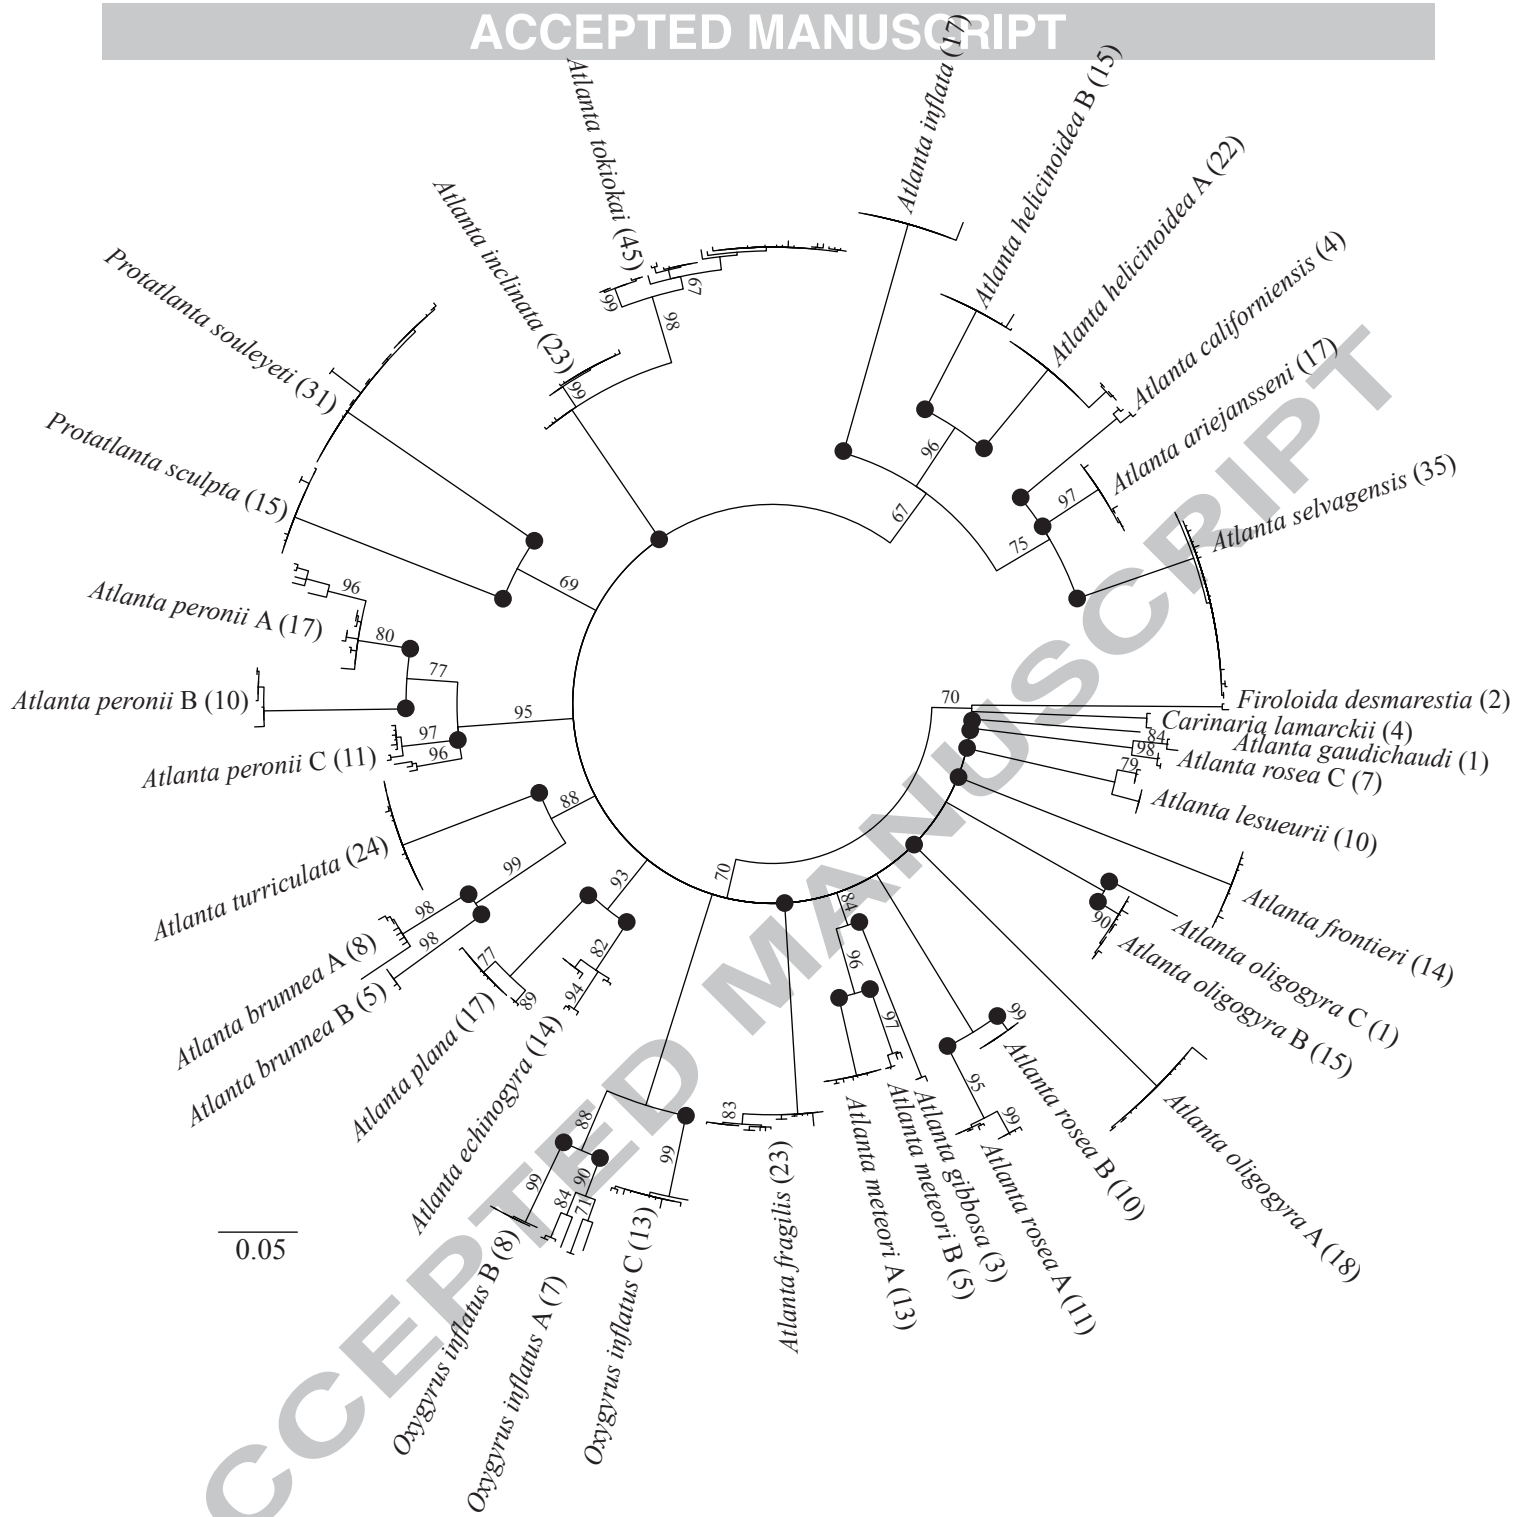 ACCEPTED MANUSCRIPT
Atlanta inflata (17)
Atlanta helicinoidea B (15)
Atlanta helicinoidea A (22)
Atlanta californiensis (4)
Atlanta ariejansseni (17)
Atlanta selvagensis (35)
Firoloida desmarestia (2)
Carinaria lamarckii (4)
Atlanta gaudichaudi (1)
Atlanta rosea C (7)
Atlanta lesueurii (10)
Atlanta frontieri (14)
Atlanta oligogyra C (1)
Atlanta oligogyra B (15)
Atlanta oligogyra A (18)
Atlanta rosea B (10)
Atlanta rosea A (11)
Atlanta gibbosa (3)
Atlanta meteori B (5)
Atlanta meteori A (13)
Atlanta fragilis (23)
Oxygyrus inflatus C (13)
Oxygyrus inflatus A (7)
Oxygyrus inflatus B (8)
Atlanta echinogyra (14)
Atlanta plana (17)
Atlanta brunnea B (5)
Atlanta brunnea A (8)
Atlanta turriculata (24)
Atlanta peronii C (11)
Atlanta peronii B (10)
Atlanta peronii A (17)
Protatlanta sculpta (15)
Protatlanta souleyeti (31)
Atlanta inclinata (23)
Atlanta tokiokai (45)
99
67
98
99
96
67
97
75
70
84
98
79
90
99
95
99
84
96
97
83
70
99
88
99
90
84
71
93
82
94
77
89
88
99
98
98
95
97
96
77
80
96
69
0.05
CCEPTED MANUSCRIPT